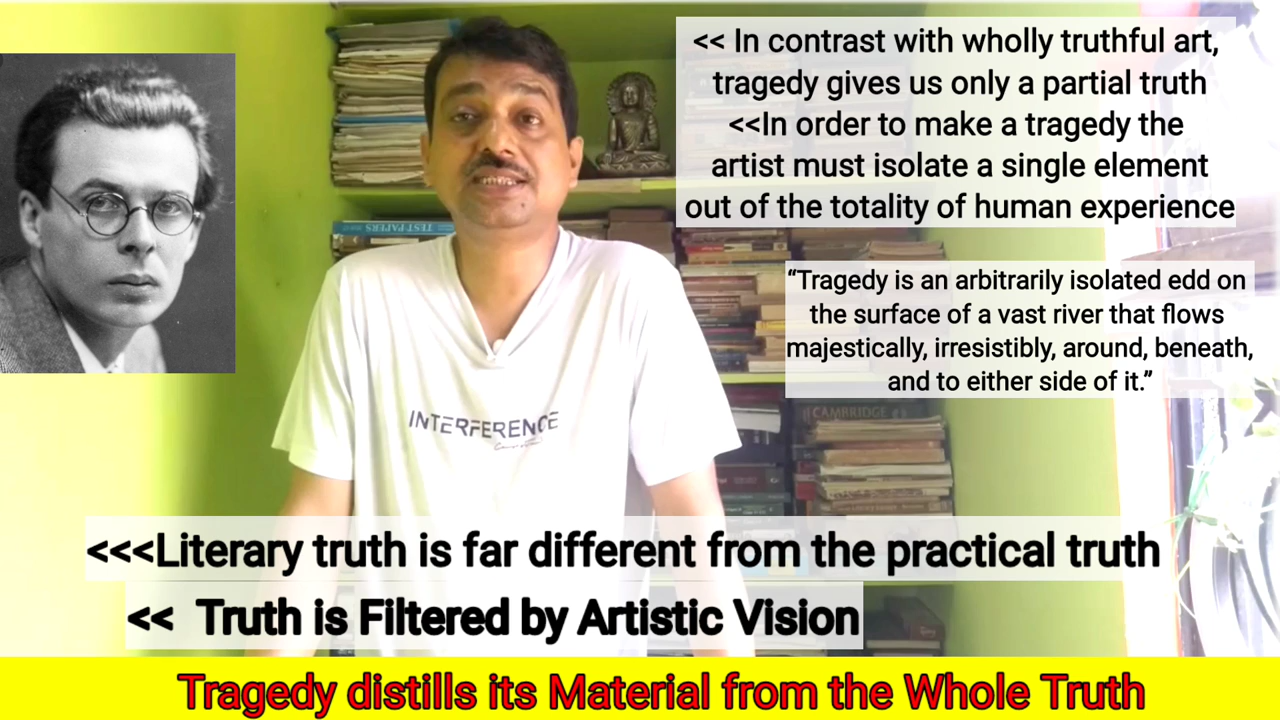 << In contrast with wholly truthful art,
tragedy gives us only a partial truth
<<In order to make a tragedy the
artist must isolate a single element
out of the totality of human experience
“Tragedy is an arbitrarily isolated edd on
the surface of a vast river that flows
majestically, irresistibly, around, beneath,
and to either side of it.”
TEST PAPERS
CAMBRIDGE
INTERFERENCE
<<<Literary truth is far different from the practical truth
<< Truth is Filtered by Artistic Vision
Tragedy distills its Material from the Whole Truth